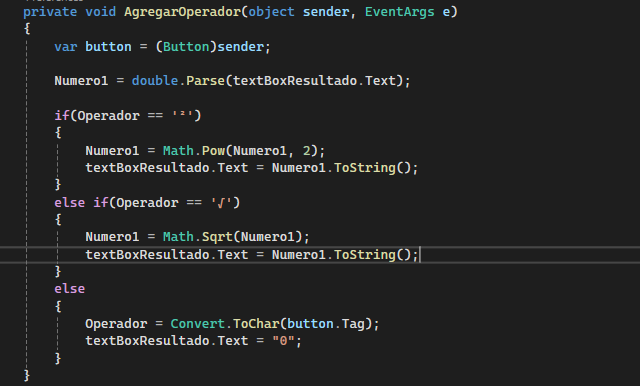 private void AgregarOperador(object sender, EventArgs e)
{
var button = (Button)sender;
Numero1 = double.Parse(textBoxResultado.Text);
if(Operador == '²')
{
Numero1 = Math.Pow(Numero1, 2);
textBoxResultado.Text = Numero1.ToString();
}
else if(Operador == '√')
{
Numero1 = Math.Sqrt(Numero1);
textBoxResultado.Text = Numero1.ToString();
}
else
{
Operador = Convert.ToChar(button.Tag);
textBoxResultado.Text = "0";
}
}